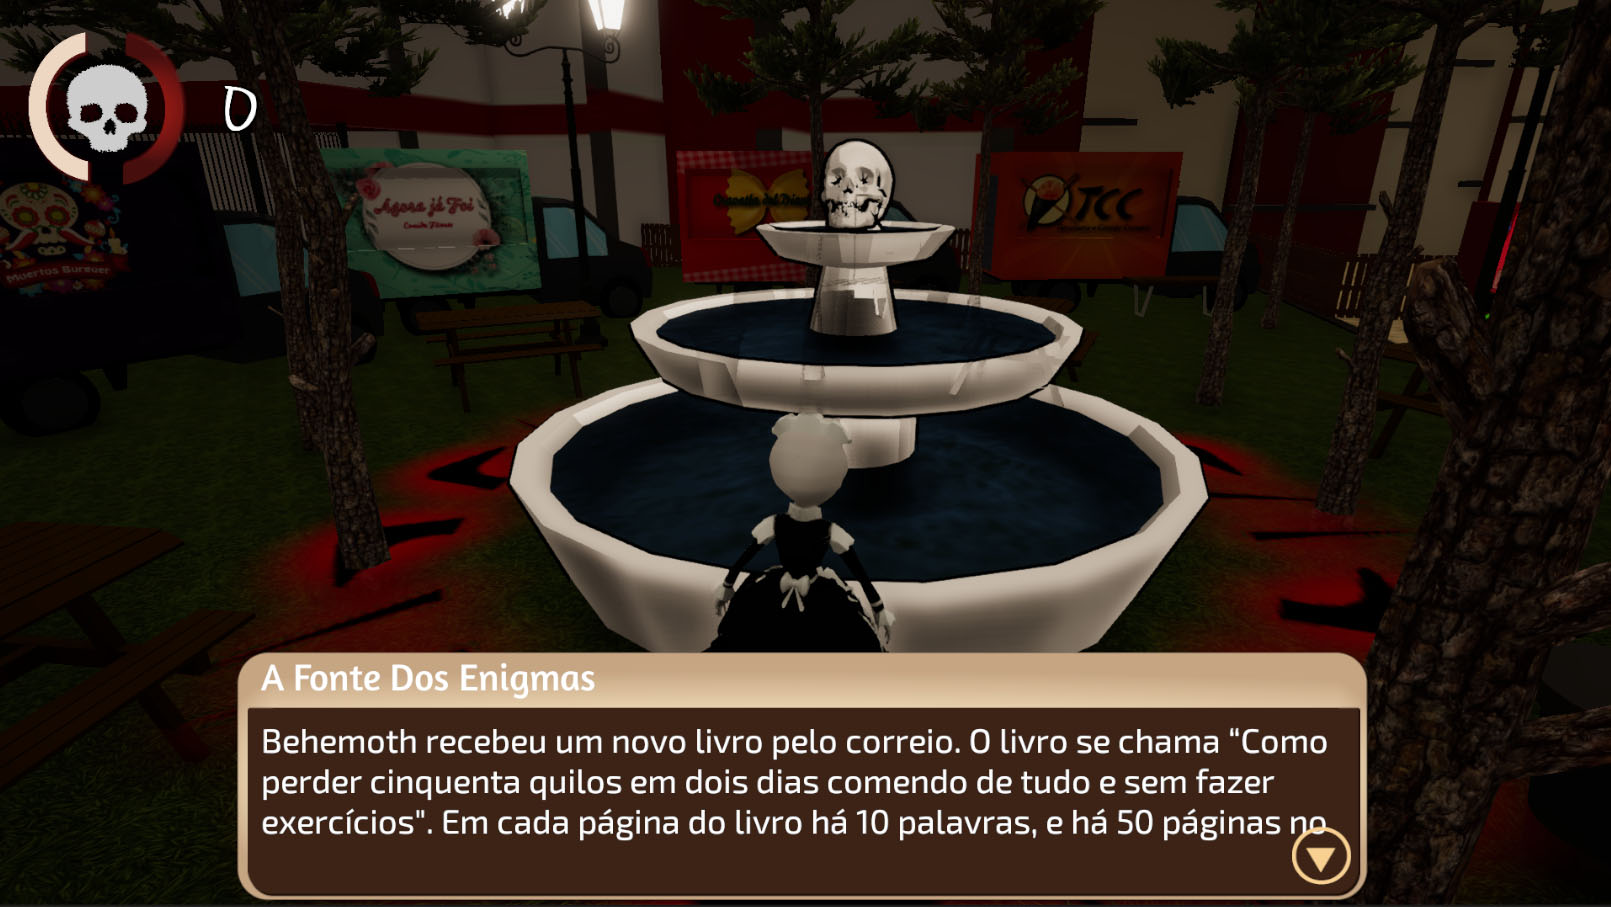 D
Agora já Foi
Muertos Burguer
TCC
A Fonte Dos Enigmas
Behemoth recebeu um novo livro pelo correio. O livro se chama “Como
perder cinquenta quilos em dois dias comendo de tudo e sem fazer
exercícios". Em cada página do livro há 10 palavras, e há 50 páginas no